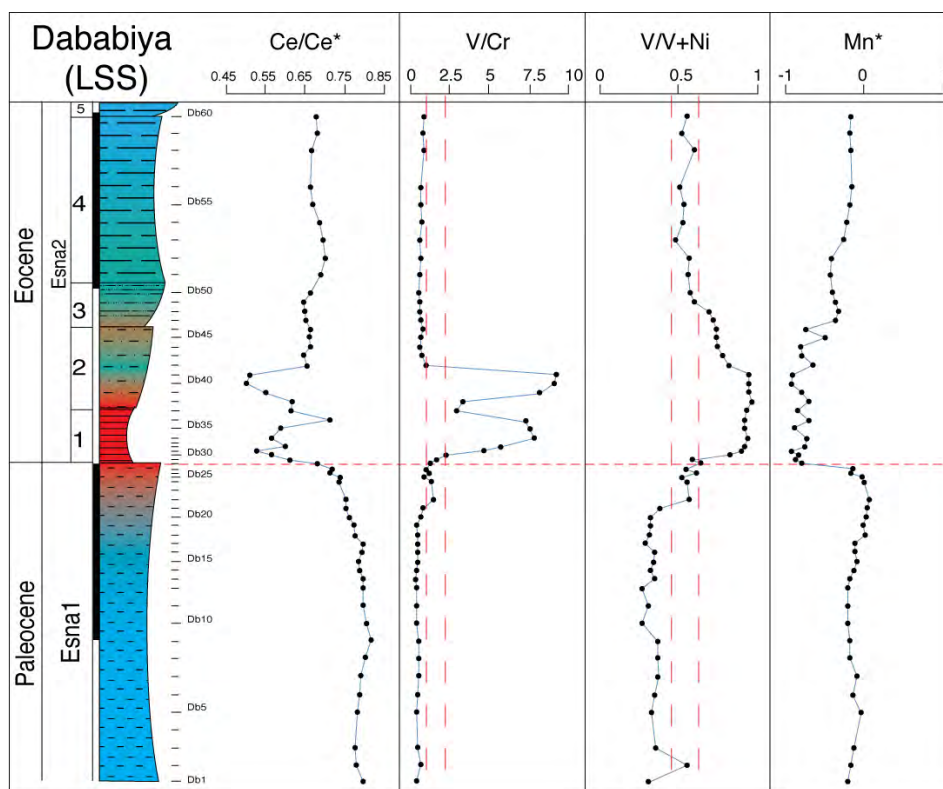 Dababiya
(LSS)
Ce/Ce*
V/Cr
V/V+Ni
Mn*
0.45 0.55 0.65 0.75 0.85
0 2.5 5 7.5 10
0 0.5 1
-1 0
Eocene
Paleocene
Esna2
Esna1
5
4
3
2
1
Db60
Db55
Db50
Db45
Db40
Db35
Db30
Db25
Db20
Db15
Db10
Db5
Db1